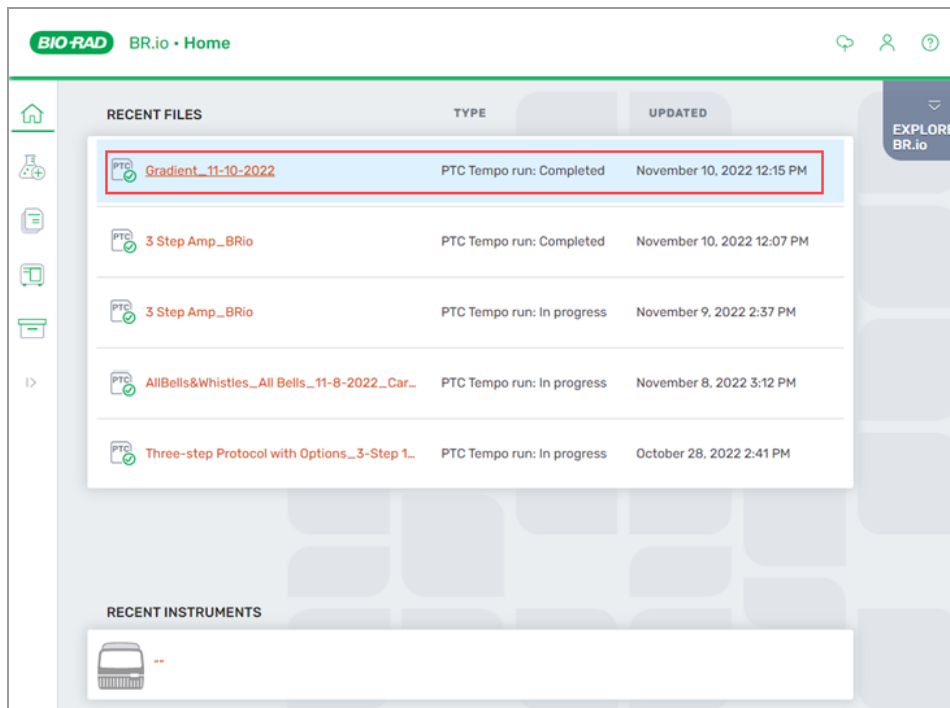 BIO-RAD BR.io • Home
RECENT FILES TYPE UPDATED
EXPLORE
BR.io
PTC Gradient_11-10-2022 PTC Tempo run: Completed November 10, 2022 12:15 PM
PTC 3 Step Amp_BRio PTC Tempo run: Completed November 10, 2022 12:07 PM
PTC 3 Step Amp_BRio PTC Tempo run: In progress November 9, 2022 2:37 PM
PTC AllBells&Whistles_All Bells_11-8-2022_Car... PTC Tempo run: In progress November 8, 2022 3:12 PM
PTC Three-step Protocol with Options_3-Step 1... PTC Tempo run: In progress October 28, 2022 2:41 PM
RECENT INSTRUMENTS
--